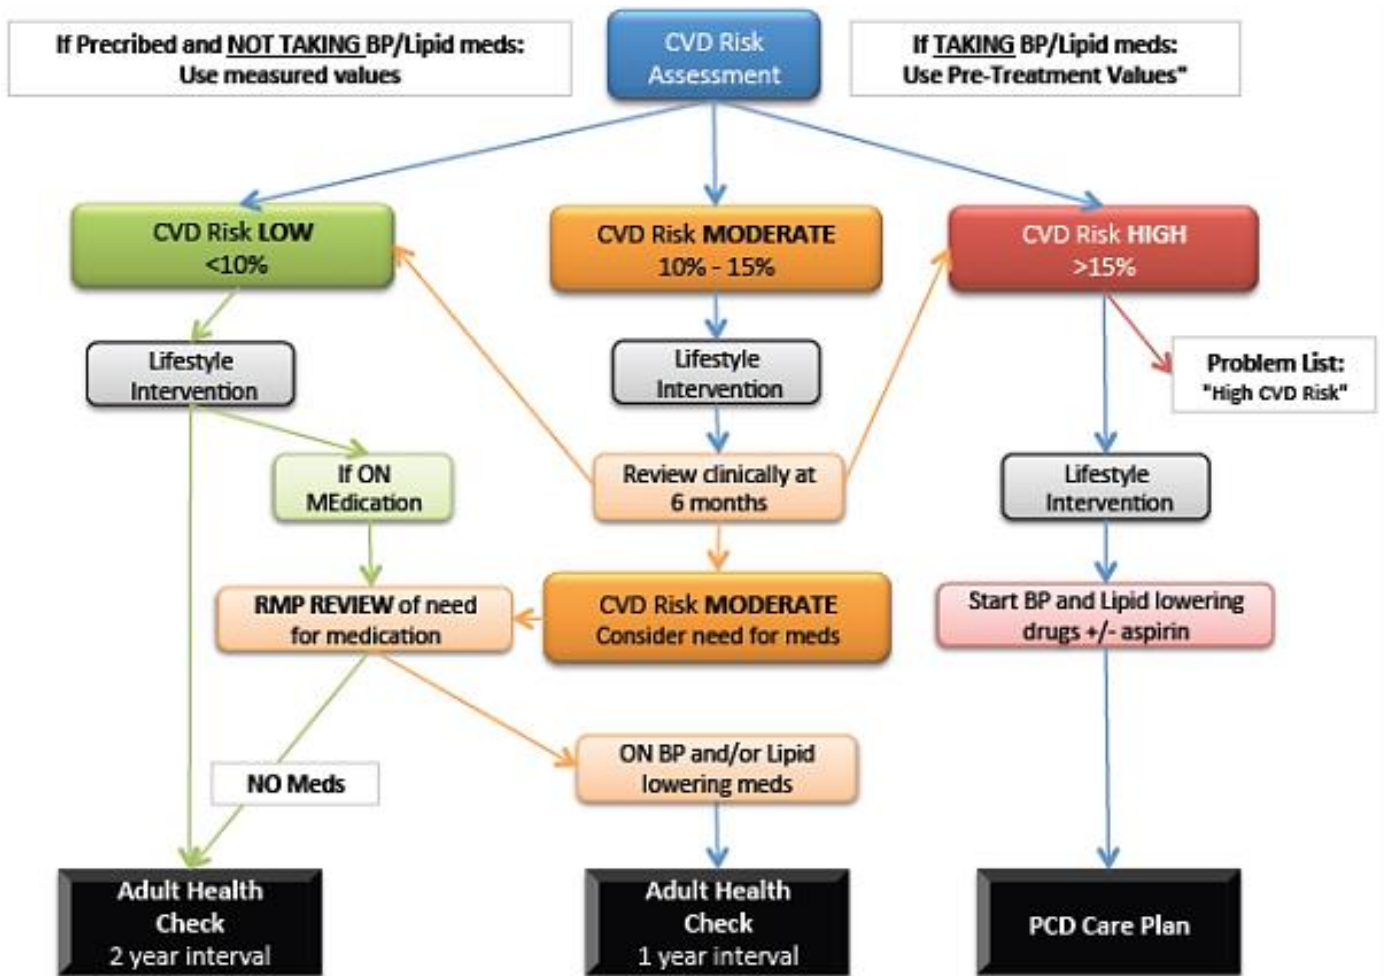 If Precribed and NOT TAKING BP/Lipid meds:
Use measured values
CVD Risk
Assessment
If TAKING BP/Lipid meds:
Use Pre-Treatment Values"
CVD Risk LOW
<10%
CVD Risk MODERATE
10% - 15%
CVD Risk HIGH
>15%
Lifestyle
Intervention
Lifestyle
Intervention
Problem List:
"High CVD Risk"
If ON
MEdication
Review clinically at
6 months
Lifestyle
Intervention
RMP REVIEW of need
for medication
CVD Risk MODERATE
Consider need for meds
Start BP and Lipid lowering
drugs +/- aspirin
NO Meds
ON BP and/or Lipid
lowering meds
Adult Health
Check
2 year interval
Adult Health
Check
1 year interval
PCD Care Plan